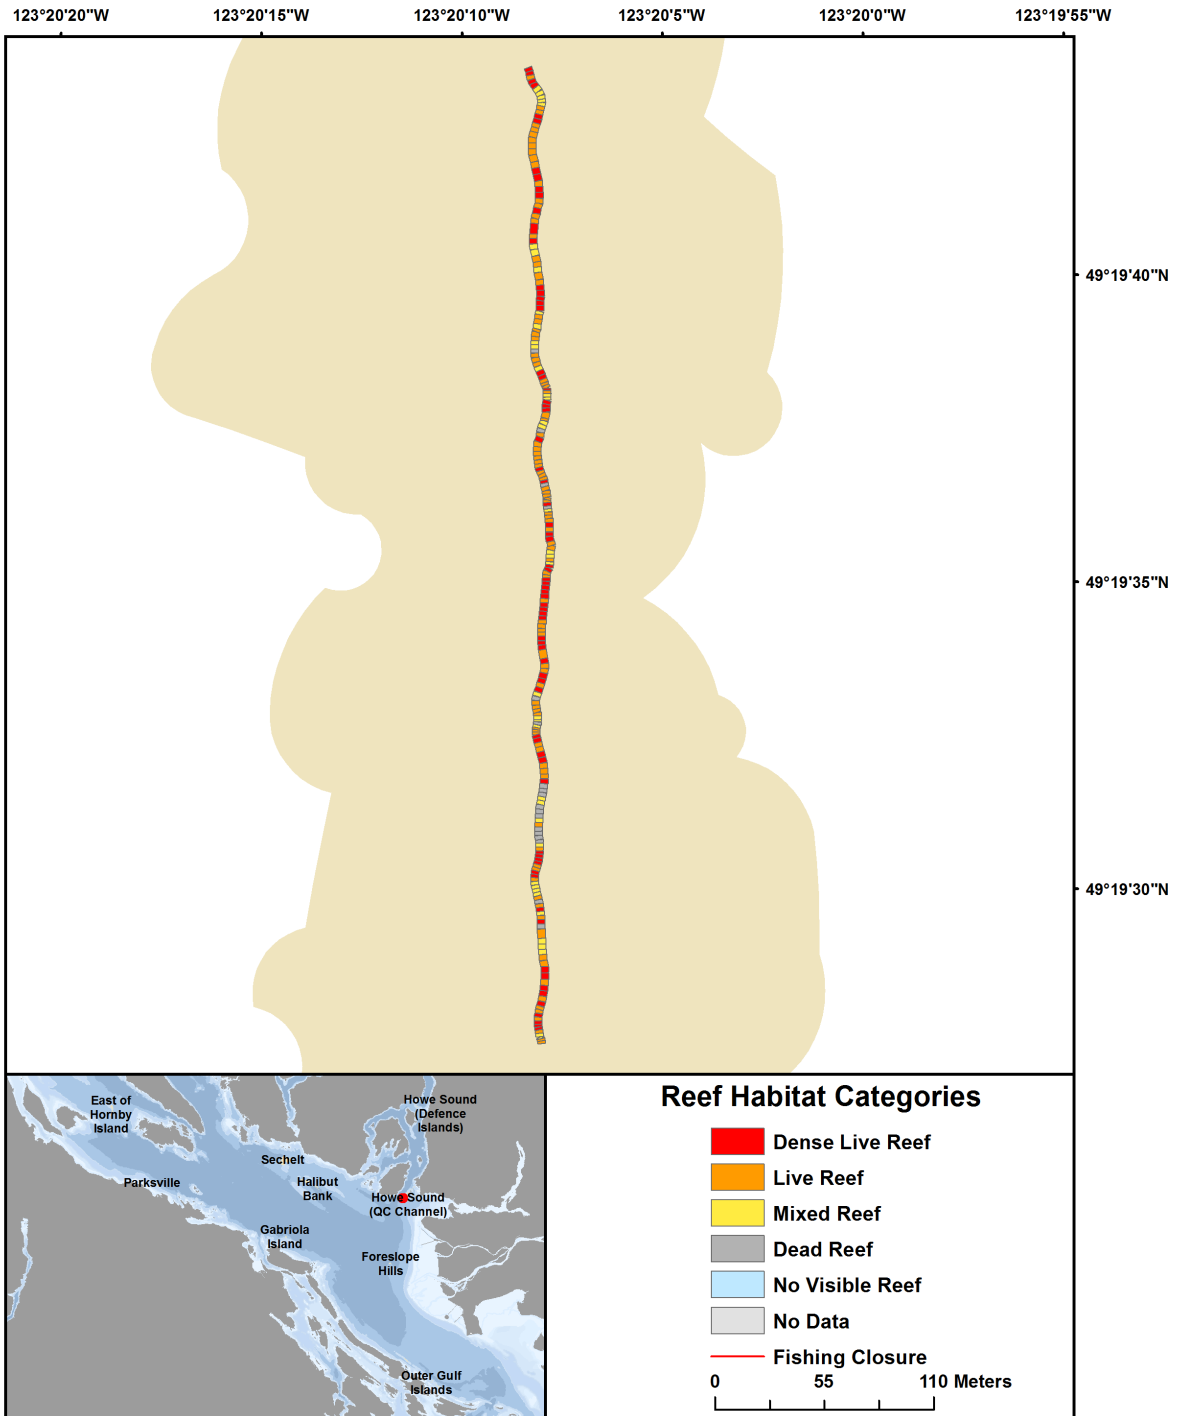 123°20'20"W
123°20'15"W
123°20'10"W
123°20'5"W
123°20'0"W
123°19'55"W
49°19'40"N
49°19'35"N
49°19'30"N
East of
Hornby
Island
Howe Sound
(Defence
Islands)
Sechelt
Parksville
Halibut
Bank
Howe Sound
(QC Channel)
Gabriola
Island
Foreslope
Hills
Outer Gulf
Islands
Reef Habitat Categories
Dense Live Reef
Live Reef
Mixed Reef
Dead Reef
No Visible Reef
No Data
Fishing Closure
0 55 110 Meters